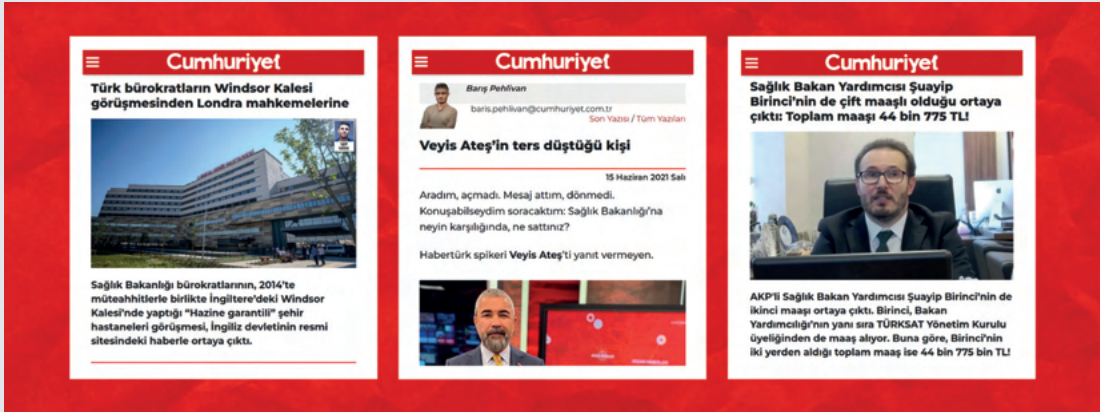 Cumhuriyet
Türk bürokratların Windsor Kalesi
görüşmesinden Londra mahkemelerine
Sağlık Bakanlığı bürokratlarının, 2014'te
müteahhitlerle birlikte İngiltere'deki Windsor
Kalesi'nde yaptığı “Hazine garantili” şehir
hastaneleri görüşmesi, İngiliz devletinin resmi
sitesindeki haberle ortaya çıktı.
Cumhuriyet
Barış Pehlivan
baris.pehlivan@cumhuriyet.com.tr
Son Yazısı / Tüm Yazıları
Veyis Ateş'in ters düştüğü kişi
15 Haziran 2021 Salı
Aradım, açmadı. Mesaj attım, dönmedi.
Konuşabilseydim soracaktım: Sağlık Bakanlığı'na
neyin karşılığında, ne sattınız?
Habertürk spikeri Veyis Ateş'ti yanıt vermeyen.
Cumhuriyet
Sağlık Bakan Yardımcısı Şuayip
Birinci'nin de çift maaşlı olduğu ortaya
çıktı: Toplam maaşı 44 bin 775 TL!
AKP'li Sağlık Bakan Yardımcısı Şuayip Birinci'nin de
ikinci maaşı ortaya çıktı. Birinci, Bakan
Yardımcılığı'nın yanı sıra TÜRKSAT Yönetim Kurulu
üyeliğinden de maaş alıyor. Buna göre, Birinci'nin
iki yerden aldığı toplam maaş ise 44 bin 775 bin TL!